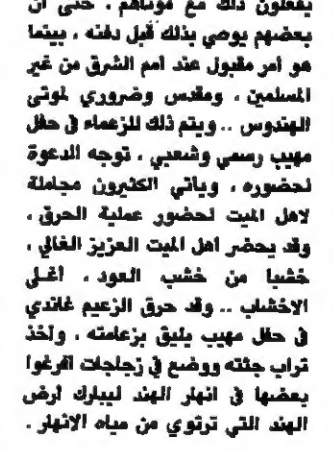 يفعلون ذلك مع موتاهم ، حتى ان
بعضهم يوصي بذلك قبل دفنه ، بينما
هو امر مقبول عند امم الشرق من غير
المسلمين ، ومقدس وضروري لموتى
الهندوس .. ويتم ذلك للزعماء في حفل
مهيب رسمي وشعبي ، توجه الدعوة
لحضوره ، ويأتي الكثيرون مجاملة
لاهل الميت لحضور عملية الحرق ،
وقد يحضر أهل الميت العزيز الغالي ،
خشبا من خشب العود ، أغلى
الاخشاب .. وقد حرق الزعيم غاندي
في حفل مهيب يليق بزعامته ، وأخذ
تراب جثته ووضع في زجاجات افرغوا
بعضها في انهار الهند ليبارك أرض
الهند التي ترتوي من مياه الانهار .